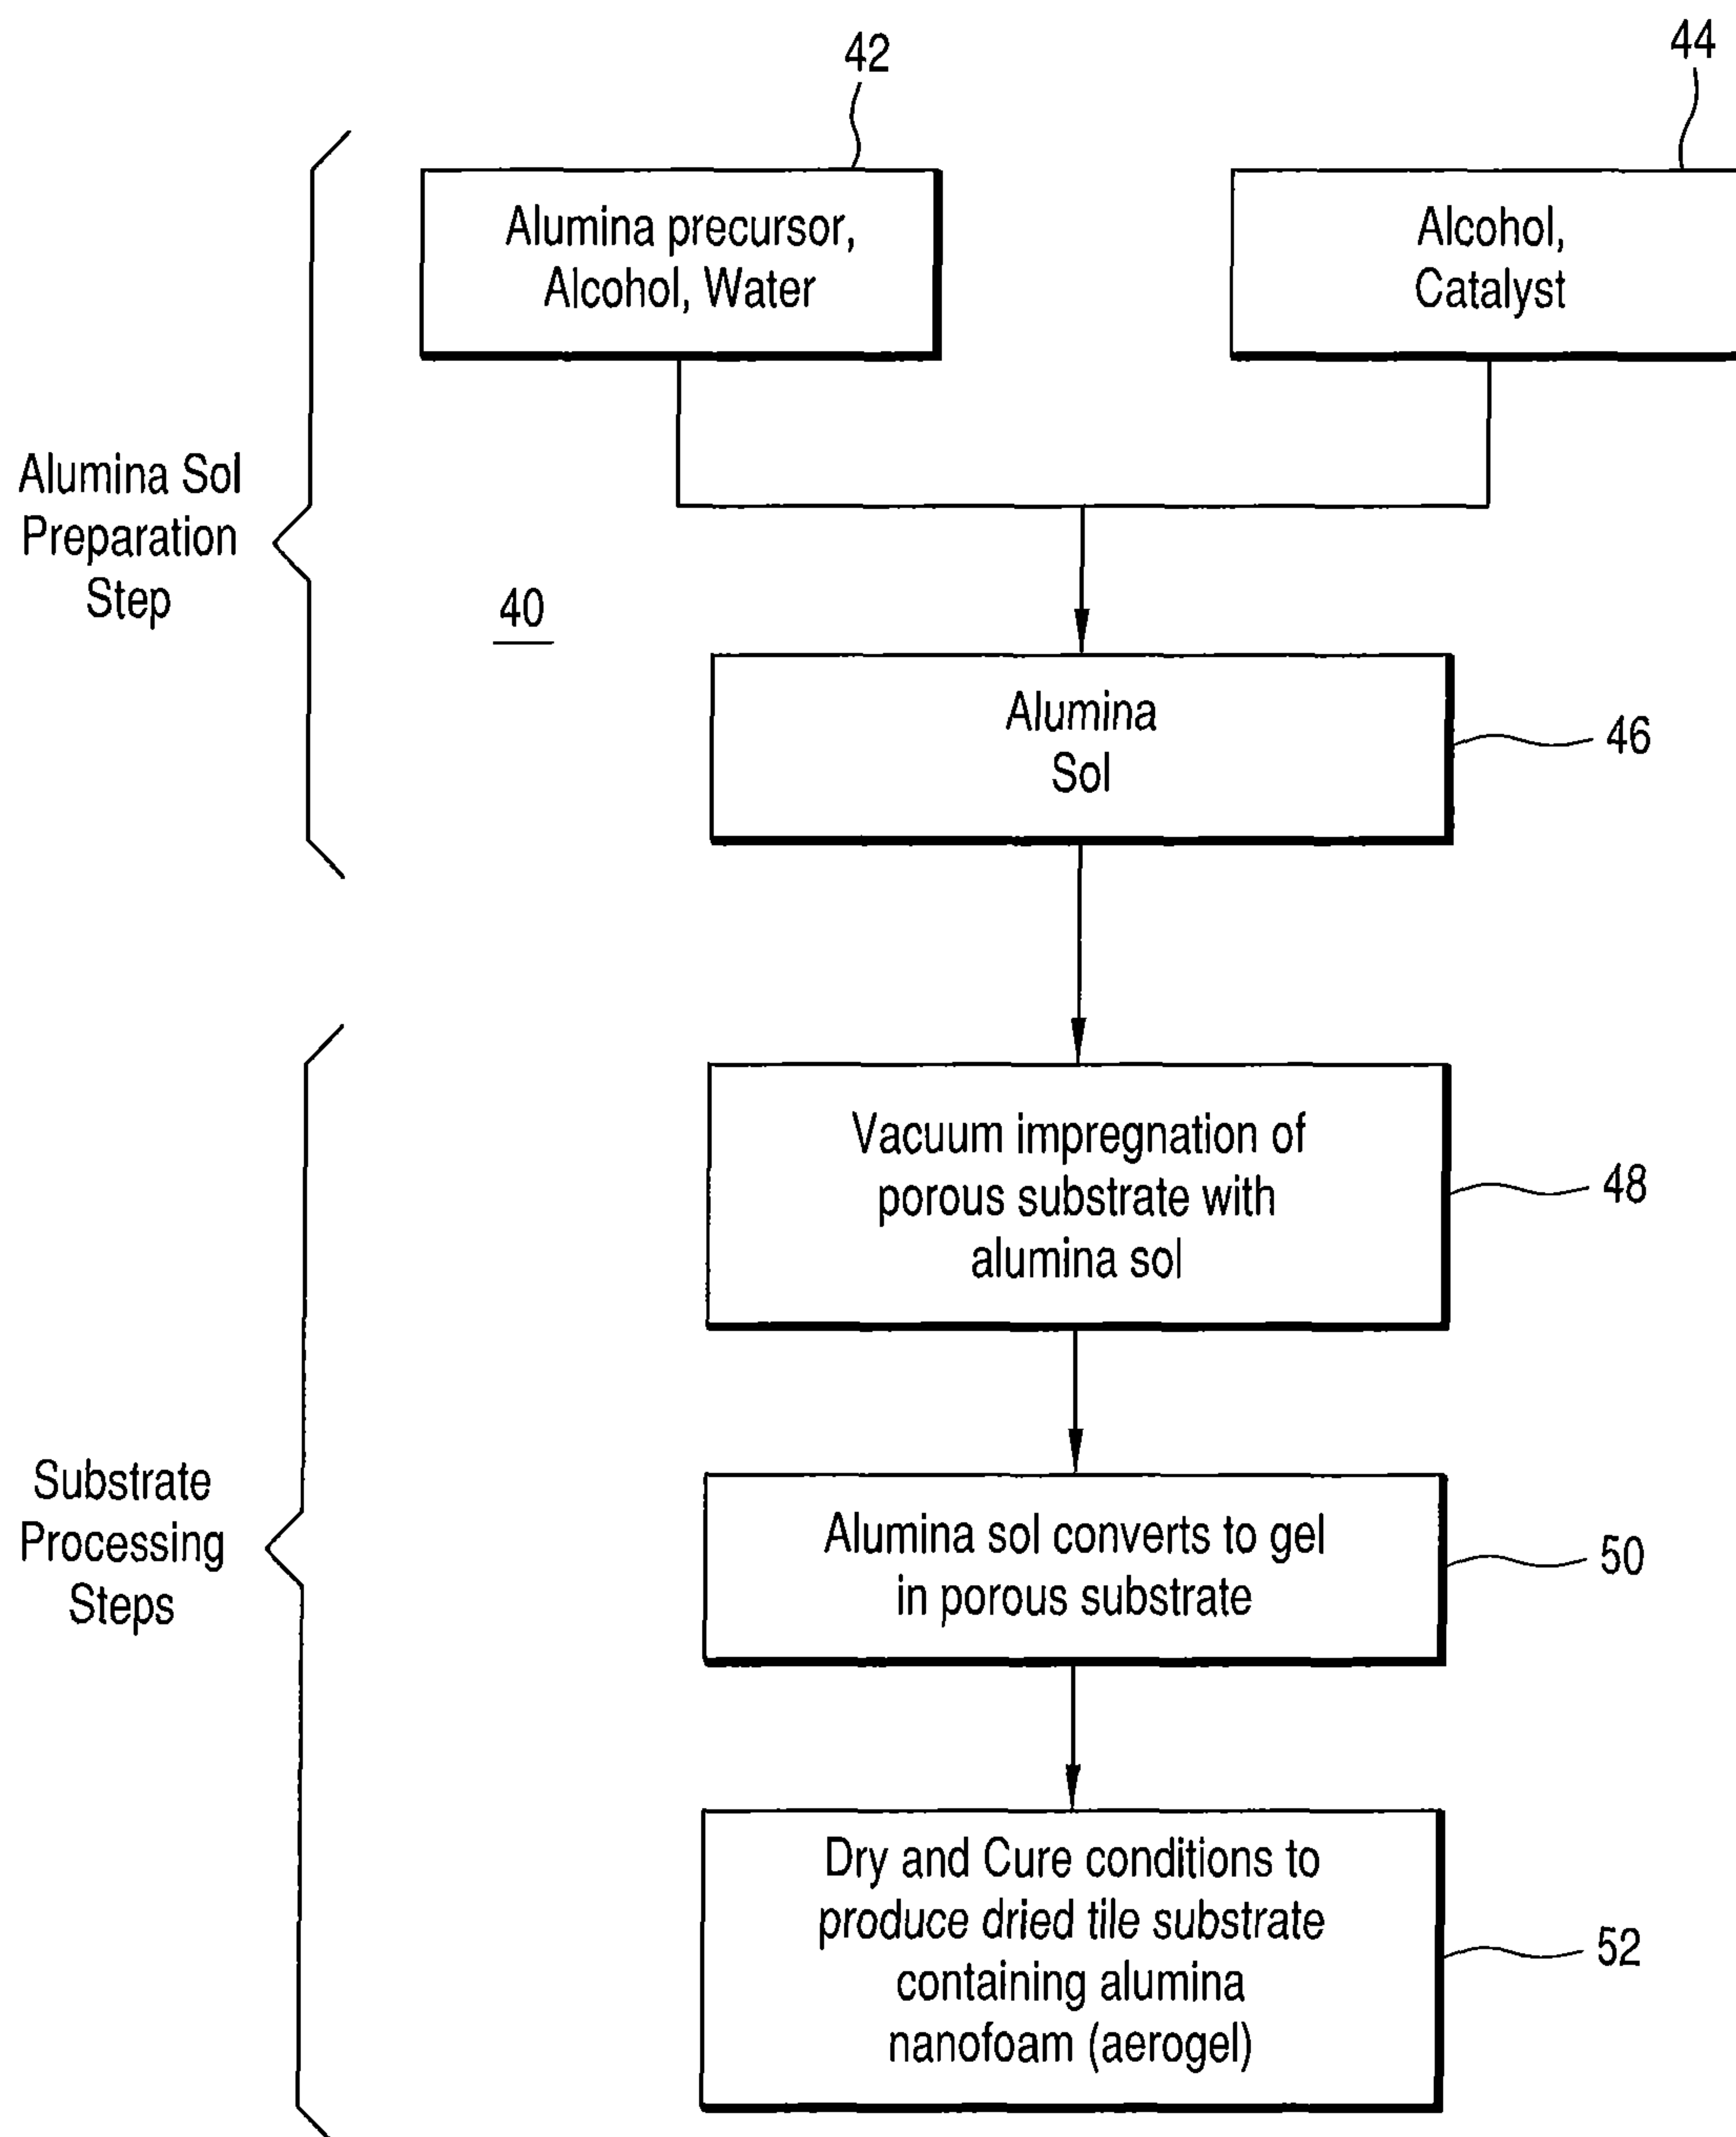 42
44
Alumina precursor,
Alcohol, Water
Alcohol,
Catalyst
Alumina Sol
Preparation
Step
40
Alumina
Sol
46
Vacuum impregnation of
porous substrate with
alumina sol
48
Substrate
Processing
Steps
Alumina sol converts to gel
in porous substrate
50
Dry and Cure conditions to
produce dried tile substrate
containing alumina
nanofoam (aerogel)
52